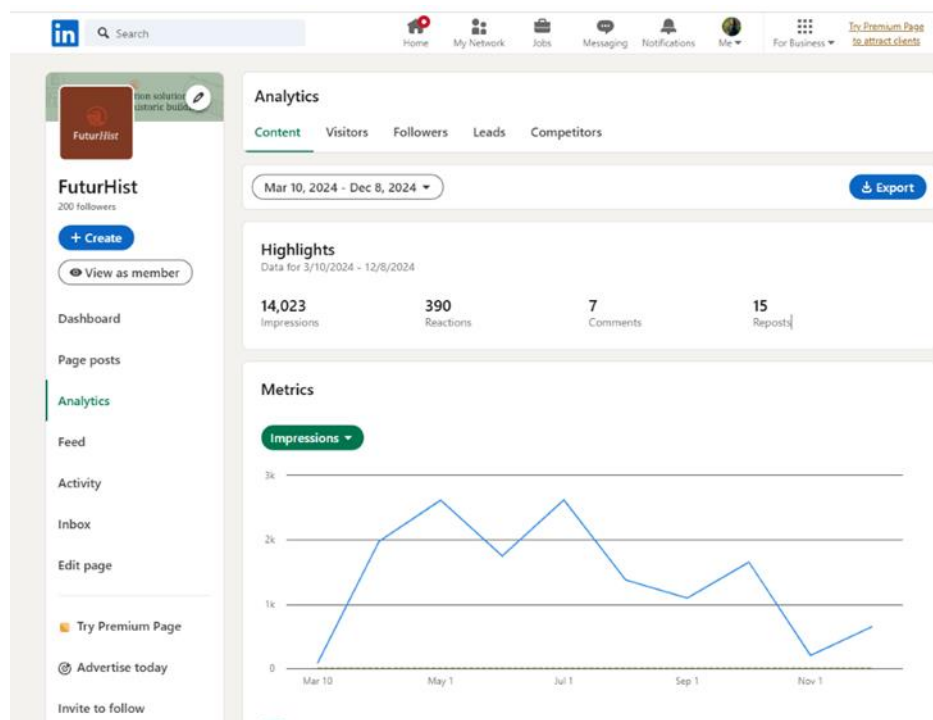 in
Search
Home
My Network
Jobs
Messaging
Notifications
Me
For Business
Try Premium Page
to attract clients
tion solution
istoric build
FuturHist
FuturHist
200 followers
+ Create
View as member
Dashboard
Page posts
Analytics
Feed
Activity
Inbox
Edit page
Try Premium Page
Advertise today
Invite to follow
Analytics
Content Visitors Followers Leads Competitors
Mar 10, 2024 - Dec 8, 2024
Export
Highlights
Data for 3/10/2024 - 12/8/2024
14,023 390 7 15
Impressions Reactions Comments Reposts
Metrics
Impressions
3k
2k
1k
0
Mar 10 May 1 Jul 1 Sep 1 Nov 1